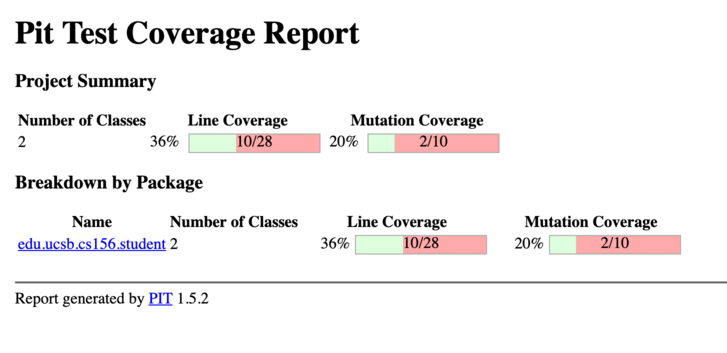 Pit Test Coverage Report
Project Summary
Number of Classes Line Coverage Mutation Coverage
2 36% 10/28 20% 2/10
Breakdown by Package
Name Number of Classes Line Coverage Mutation Coverage
edu.ucsb.cs156.student 2 36% 10/28 20% 2/10
Report generated by PIT 1.5.2